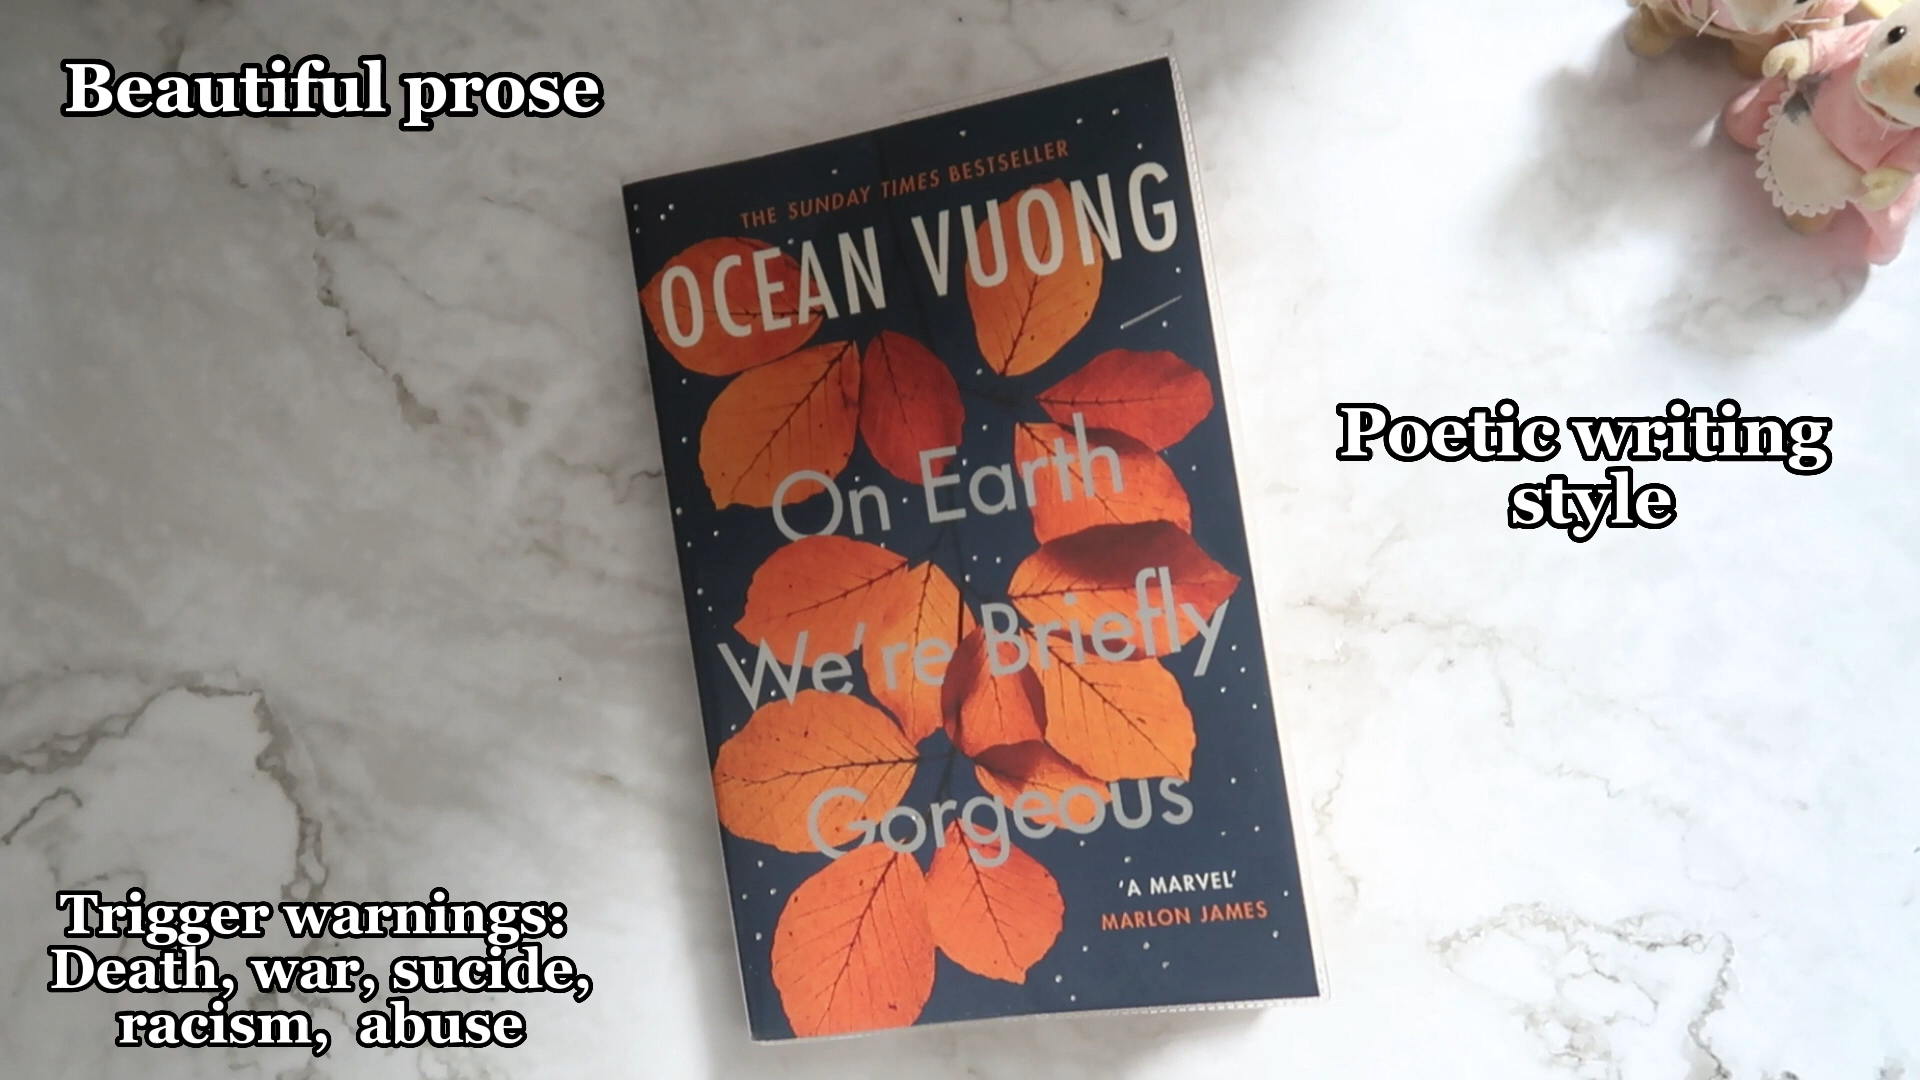 Beautiful prose
THE SUNDAY TIMES BESTSELLER
OCEAN VUONG
On Earth
We're Briefly
Gorgeous
'A MARVEL'
MARLON JAMES
Poetic writing
style
Trigger warnings:
Death, war, sucide,
racism, abuse